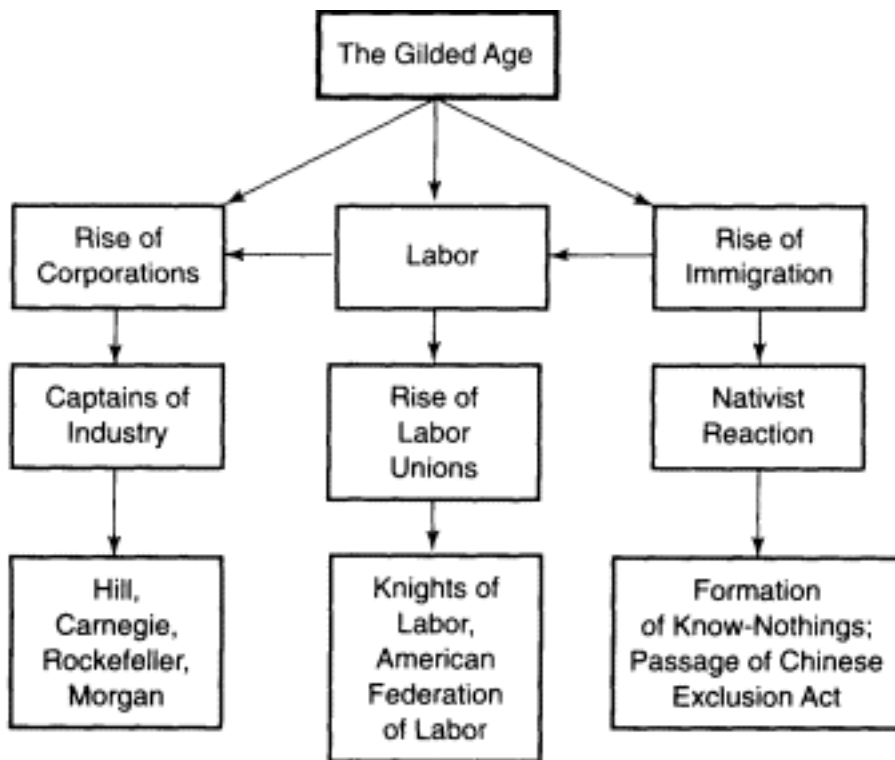 The Gilded Age
Rise of
Corporations
Labor
Rise of
Immigration
Captains of
Industry
Rise of
Labor
Unions
Nativist
Reaction
Hill,
Carnegie,
Rockefeller,
Morgan
Knights of
Labor,
American
Federation
of Labor
Formation
of Know-Nothings;
Passage of Chinese
Exclusion Act